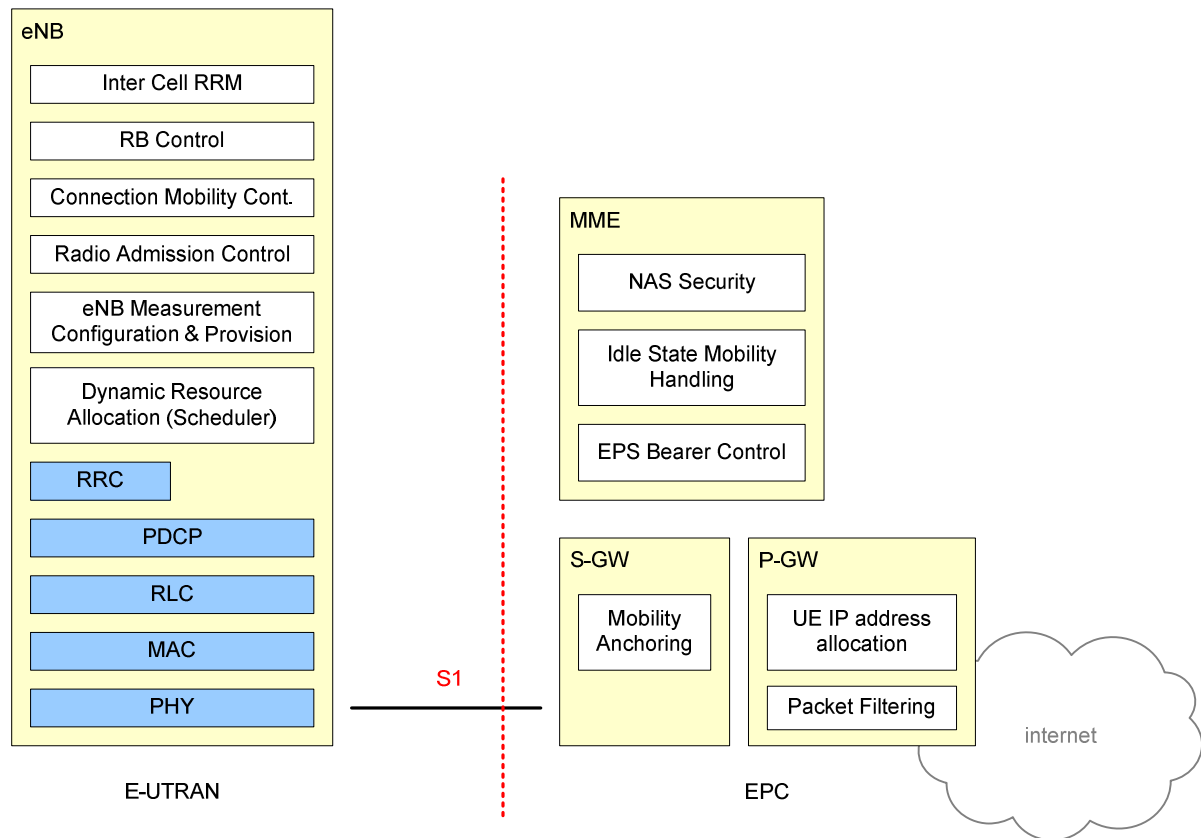 eNB
Inter Cell RRM
RB Control
Connection Mobility Cont.
Radio Admission Control
eNB Measurement
Configuration & Provision
Dynamic Resource
Allocation (Scheduler)
RRC
PDCP
RLC
MAC
PHY
S1
MME
NAS Security
Idle State Mobility
Handling
EPS Bearer Control
S-GW
Mobility
Anchoring
P-GW
UE IP address
allocation
Packet Filtering
internet
E-UTRAN
EPC